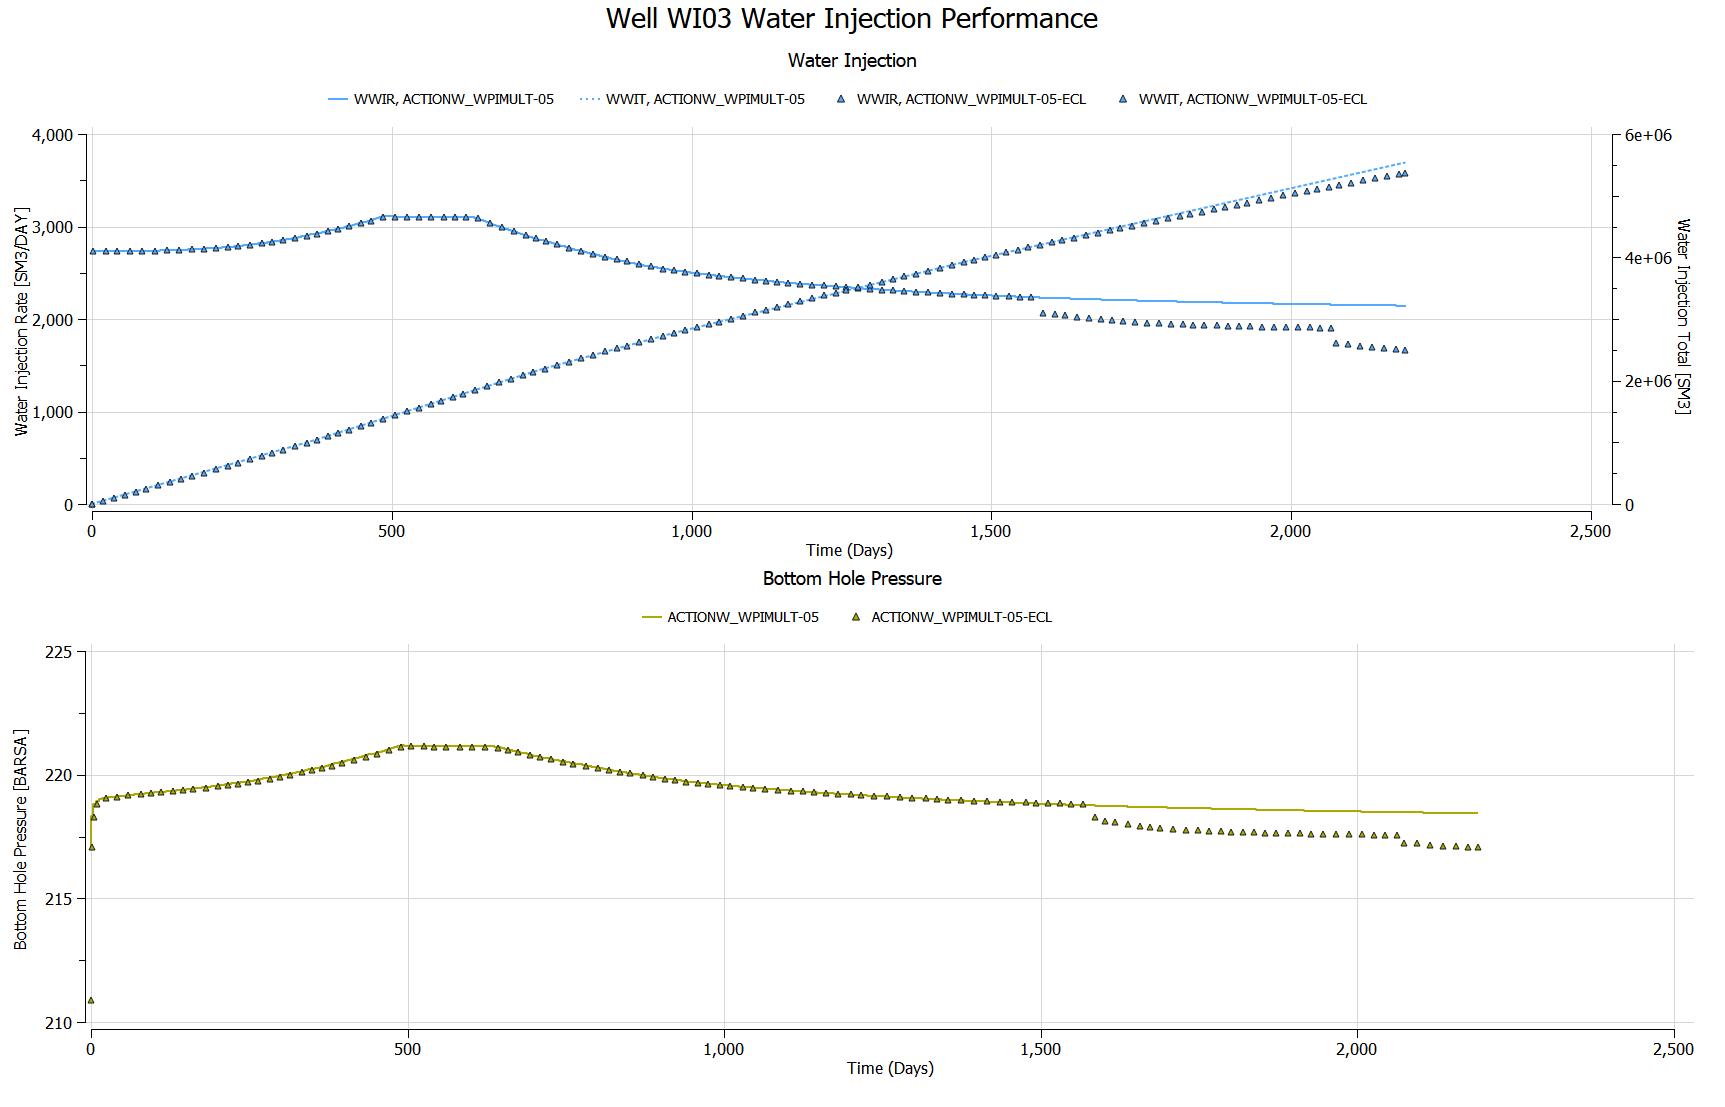 Well WI03 Water Injection Performance
Water Injection
WWIR, ACTIONW_WPIMULT-05 WWIT, ACTIONW_WPIMULT-05 WWIR, ACTIONW_WPIMULT-05-ECL WWIT, ACTIONW_WPIMULT-05-ECL
Water Injection Rate [SM3/DAY]
4,000
3,000
2,000
1,000
0
6e+06
4e+06
2e+06
0
Water Injection Total [SM3]
0 500 1,000 1,500 2,000 2,500
Time (Days)
Bottom Hole Pressure
ACTIONW_WPIMULT-05 ACTIONW_WPIMULT-05-ECL
Bottom Hole Pressure [BARSA]
225
220
215
210
0 500 1,000 1,500 2,000 2,500
Time (Days)